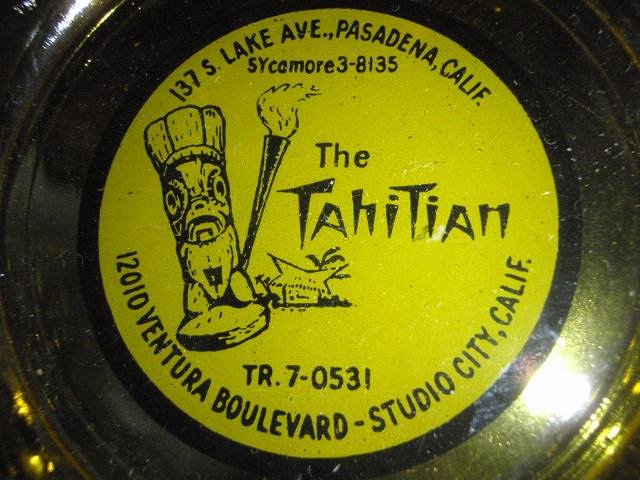 137 S. LAKE AVE., PASADENA, CALIF.
SYcamore 3-8135
The
TAHITIAN
TR. 7-0531
12010 VENTURA BOULEVARD - STUDIO CITY, CALIF.